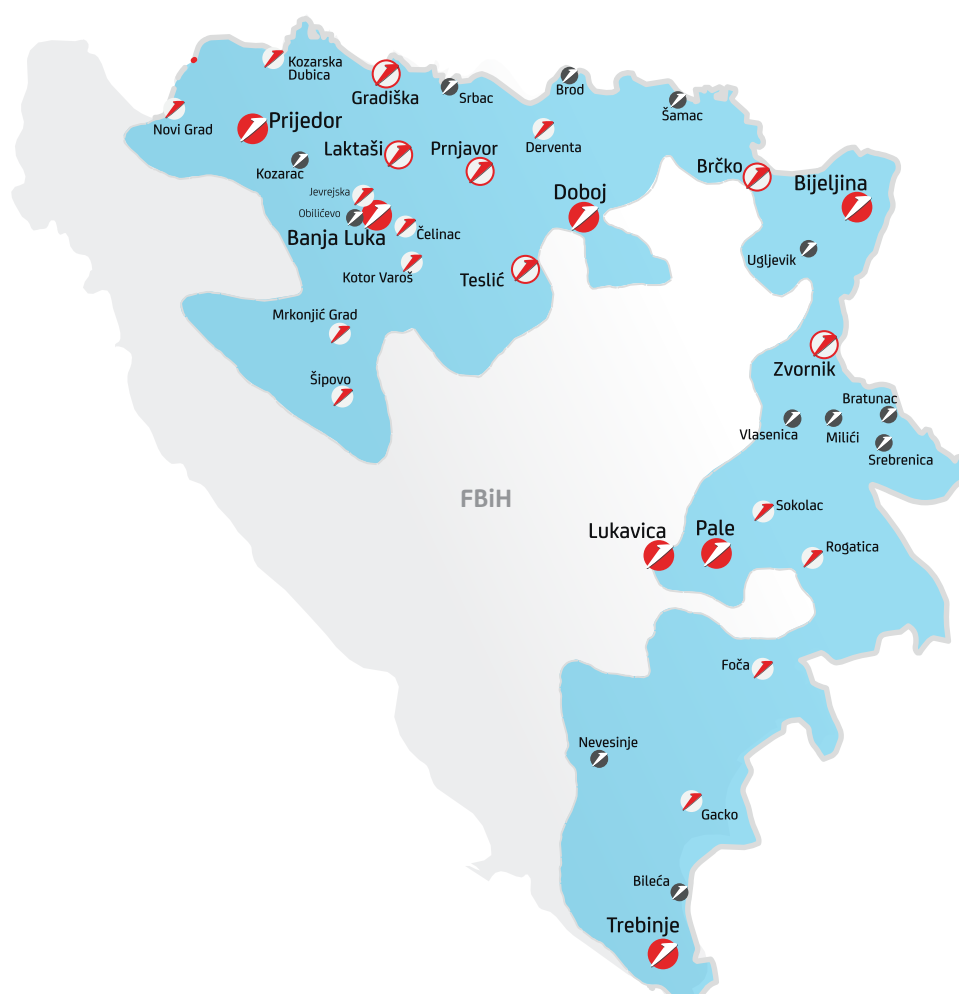 Kozarska
Dubica
Gradiška
Srbac
Brod
Šamac
Novi Grad
Prijedor
Laktaši
Prnjavor
Derventa
Brčko
Kozarac
Bijeljina
Jevrejska
Doboj
Obilićevo
Banja Luka
Čelinac
Ugljevik
Kotor Varoš
Teslić
Mrkonjić Grad
Zvornik
Šipovo
Bratunac
Vlasenica
Milići
Srebrenica
FBiH
Sokolac
Lukavica
Pale
Rogatica
Foča
Nevesinje
Gacko
Bileća
Trebinje